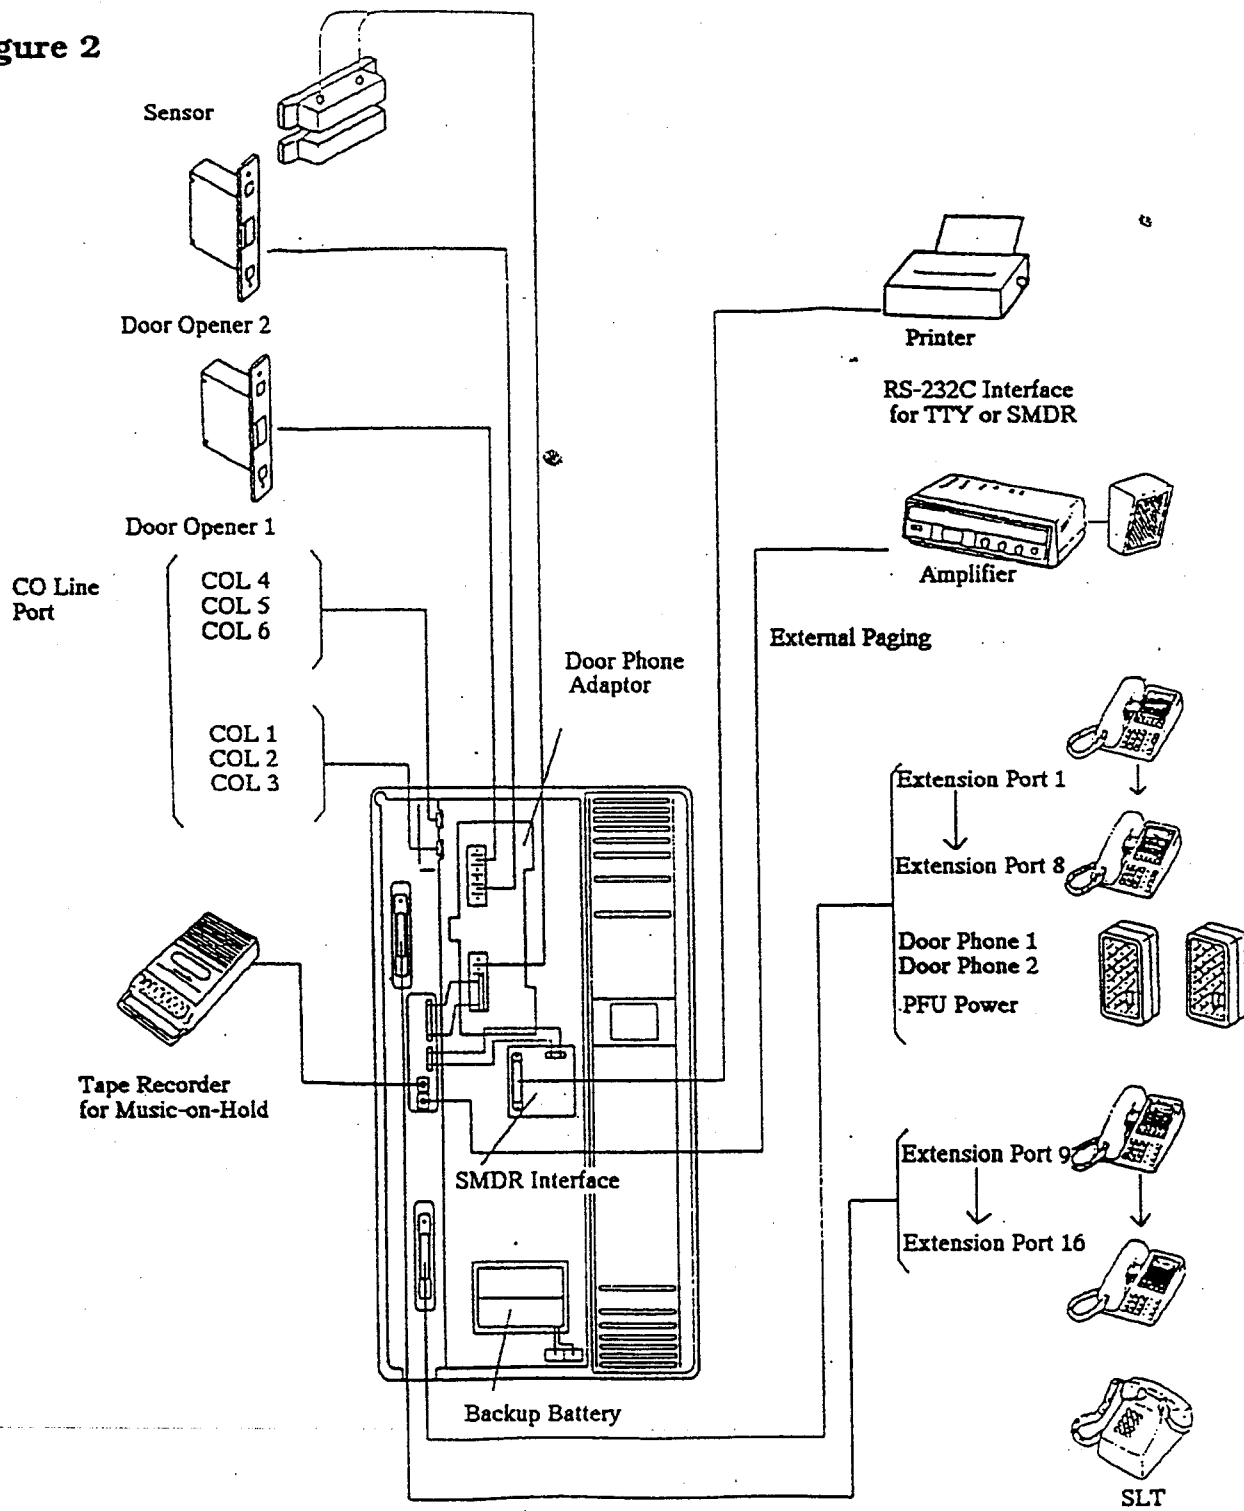 gure 2
Sensor
Door Opener 2
Door Opener 1
CO Line
Port
COL 4
COL 5
COL 6
COL 1
COL 2
COL 3
Door Phone
Adaptor
Tape Recorder
for Music-on-Hold
SMDR Interface
Backup Battery
Printer
RS-232C Interface
for TTY or SMDR
Amplifier
External Paging
Extension Port 1
Extension Port 8
Door Phone 1
Door Phone 2
PFU Power
Extension Port 9
Extension Port 16
SLT